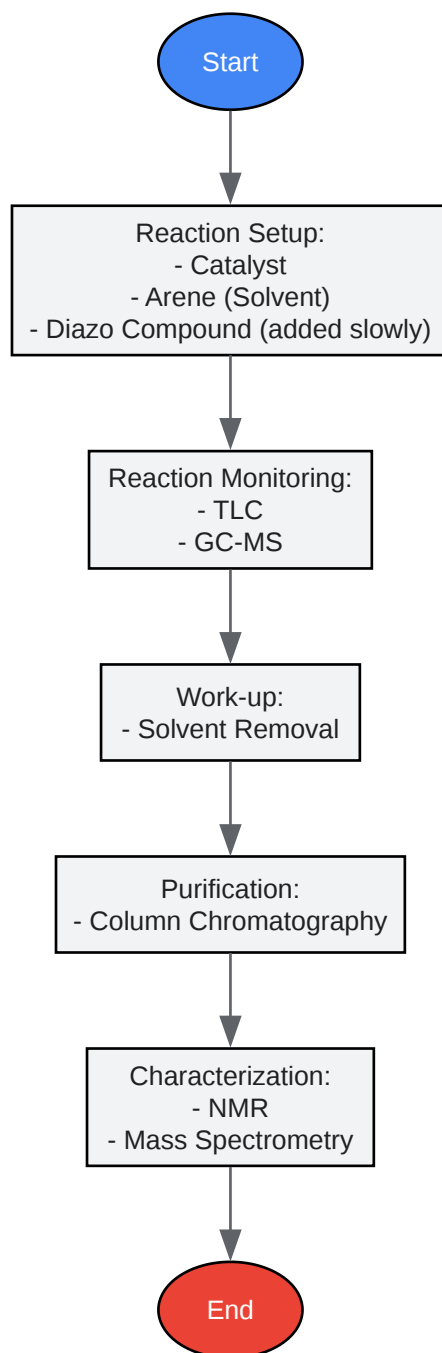 Start
Reaction Setup:
- Catalyst
- Arene (Solvent)
- Diazo Compound (added slowly)
Reaction Monitoring:
- TLC
- GC-MS
Work-up:
- Solvent Removal
Purification:
- Column Chromatography
Characterization:
- NMR
- Mass Spectrometry
End